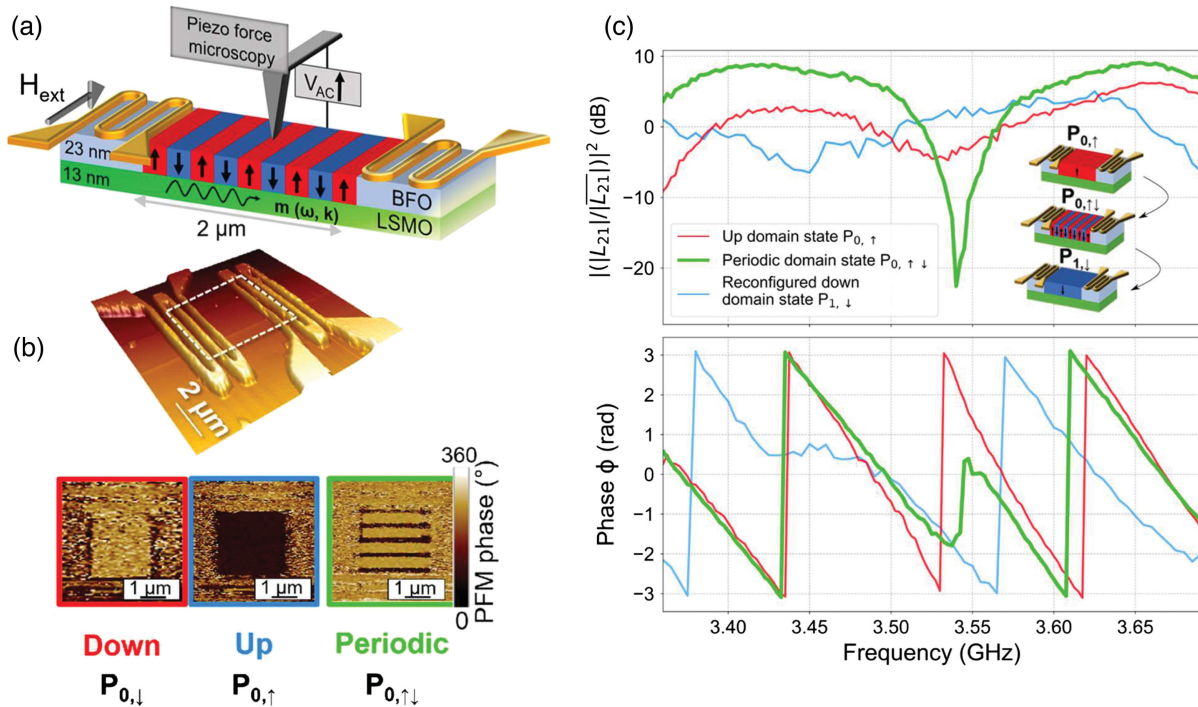 (a)
Piezo force
microscopy
V_AC
H_ext
23 nm
13 nm
m (ω, k)
BFO
LSMO
2 μm
(b)
2 μm
360
PFM phase (°)
0
1 μm
1 μm
1 μm
Down
Up
Periodic
P_0,↓
P_0,↑
P_0,↑↓
(c)
|(|L_21|/|\overline{L_21}|)|^2 (dB)
10
0
−10
−20
Up domain state P_0, ↑
Periodic domain state P_0, ↑ ↓
Reconfigured down
domain state P_1, ↓
P_0,↑
P_0,↑↓
P_1,↓
Phase ϕ (rad)
3
2
1
0
-1
-2
-3
3.40
3.45
3.50
3.55
3.60
3.65
Frequency (GHz)